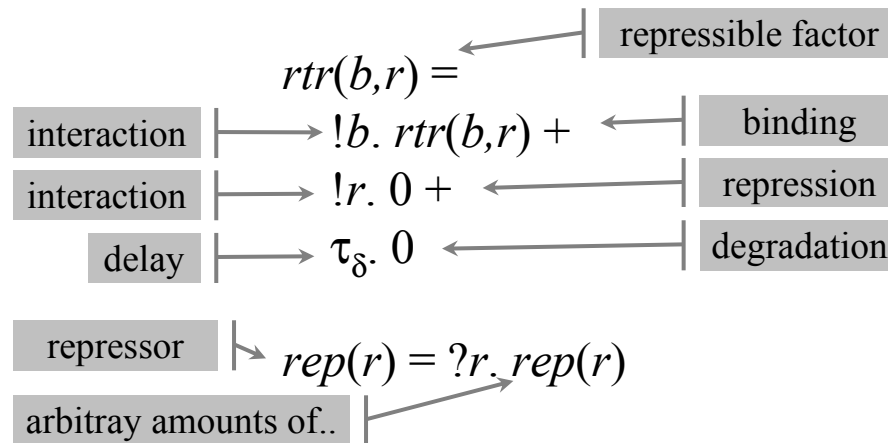 repressible factor
rtr(b,r) =
interaction !b. rtr(b,r) + binding
interaction !r. 0 + repression
delay τδ. 0 degradation
repressor rep(r) = ?r. rep(r)
arbitray amounts of..